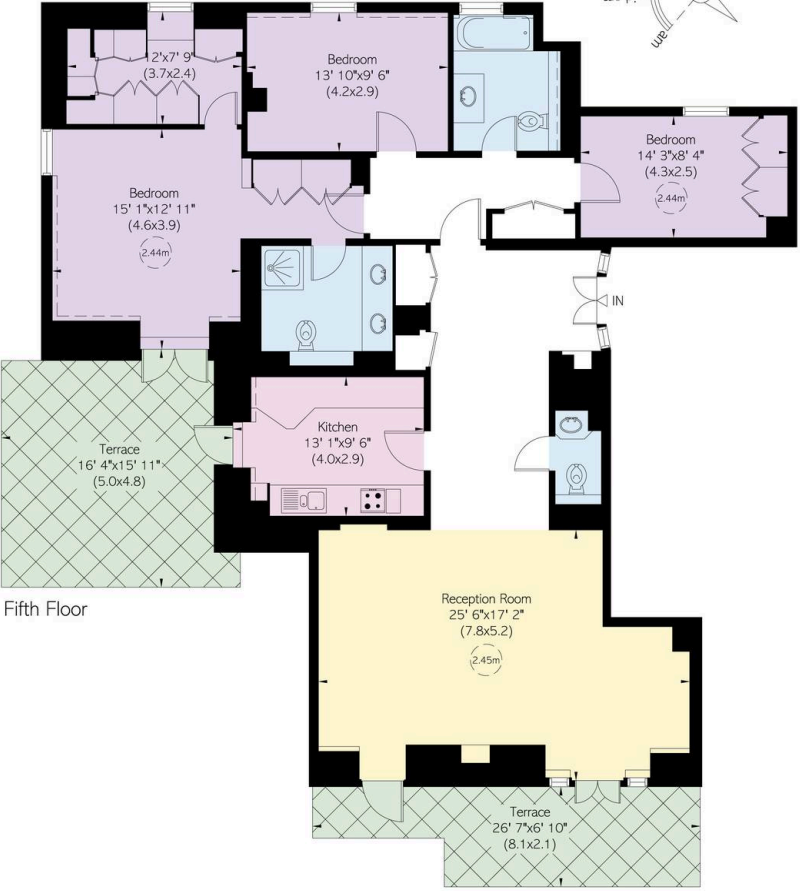 am
12'x7' 9"
(3.7x2.4)
Bedroom
13' 10"x9' 6"
(4.2x2.9)
Bedroom
14' 3"x8' 4"
(4.3x2.5)
2.44m
Bedroom
15' 1"x12' 11"
(4.6x3.9)
2.44m
IN
Kitchen
13' 1"x9' 6"
(4.0x2.9)
Terrace
16' 4"x15' 11"
(5.0x4.8)
Fifth Floor
Reception Room
25' 6"x17' 2"
(7.8x5.2)
2.45m
Terrace
26' 7"x6' 10"
(8.1x2.1)